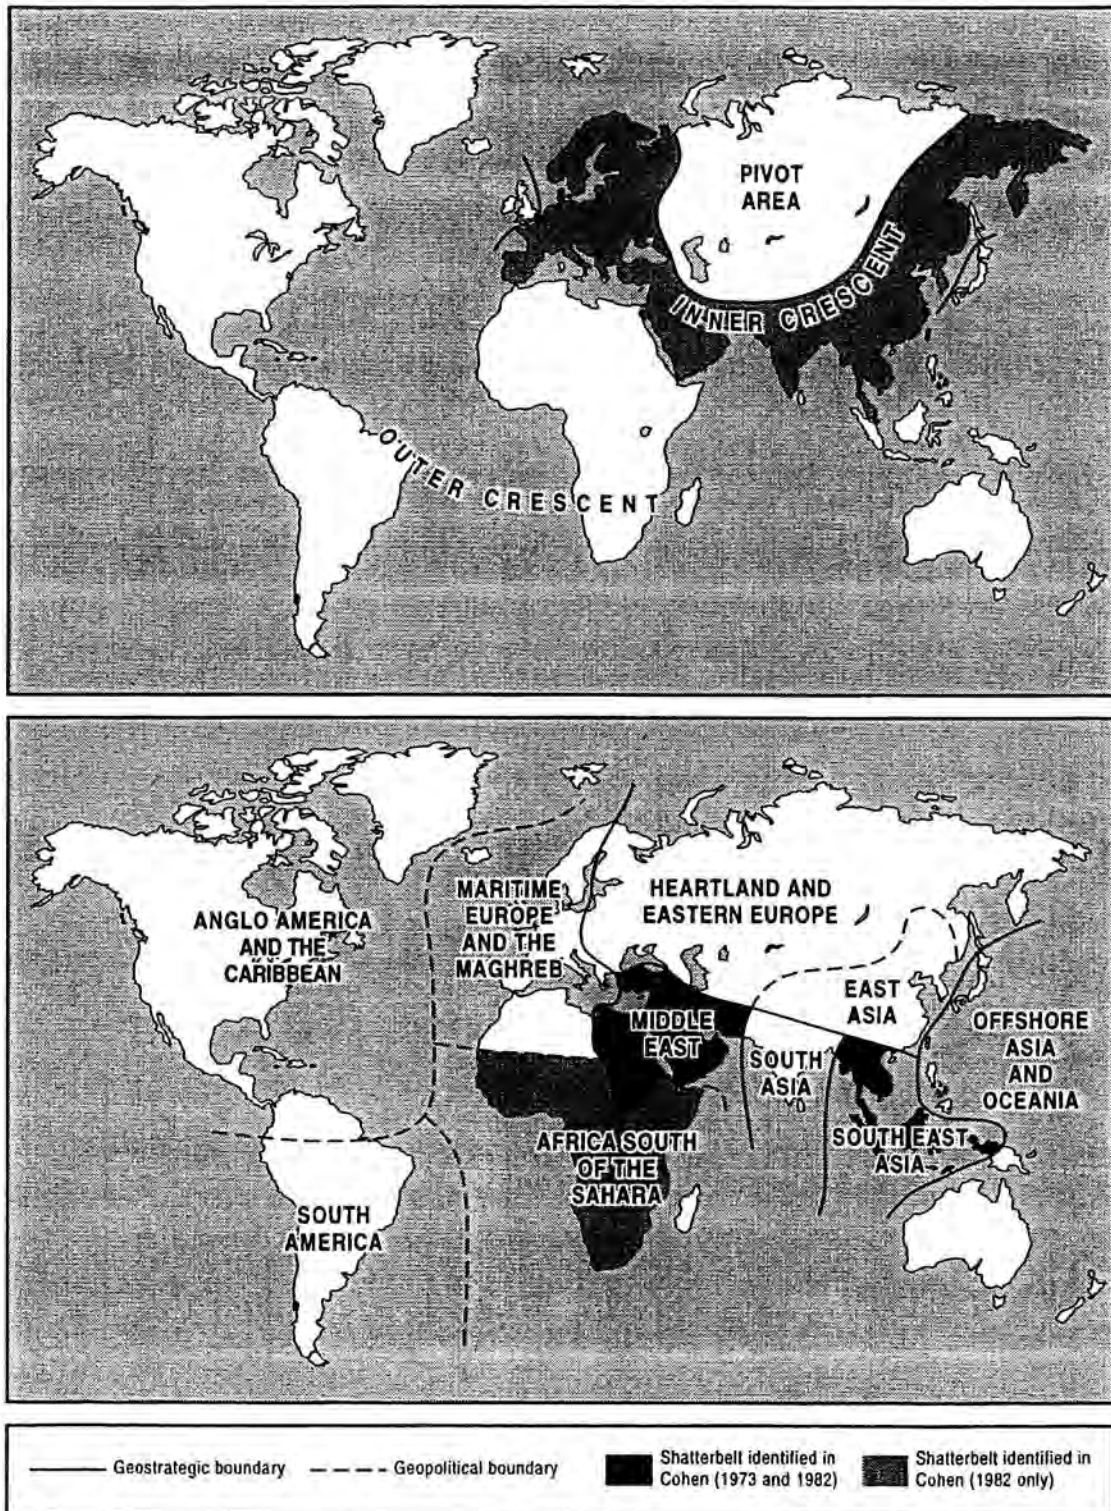 PIVOT
AREA
INNER CRESCENT
OUTER CRESCENT
MARITIME
EUROPE
AND THE
MAGHREB
HEARTLAND AND
EASTERN EUROPE
ANGLO AMERICA
AND THE
CARIBBEAN
EAST
ASIA
MIDDLE
EAST
OFFSHORE
ASIA
AND
OCEANIA
SOUTH
ASIA
AFRICA SOUTH
OF THE
SAHARA
SOUTH EAST
ASIA
SOUTH
AMERICA
Geostrategic boundary
Geopolitical boundary
Shatterbelt identified in
Cohen (1973 and 1982)
Shatterbelt identified in
Cohen (1982 only)